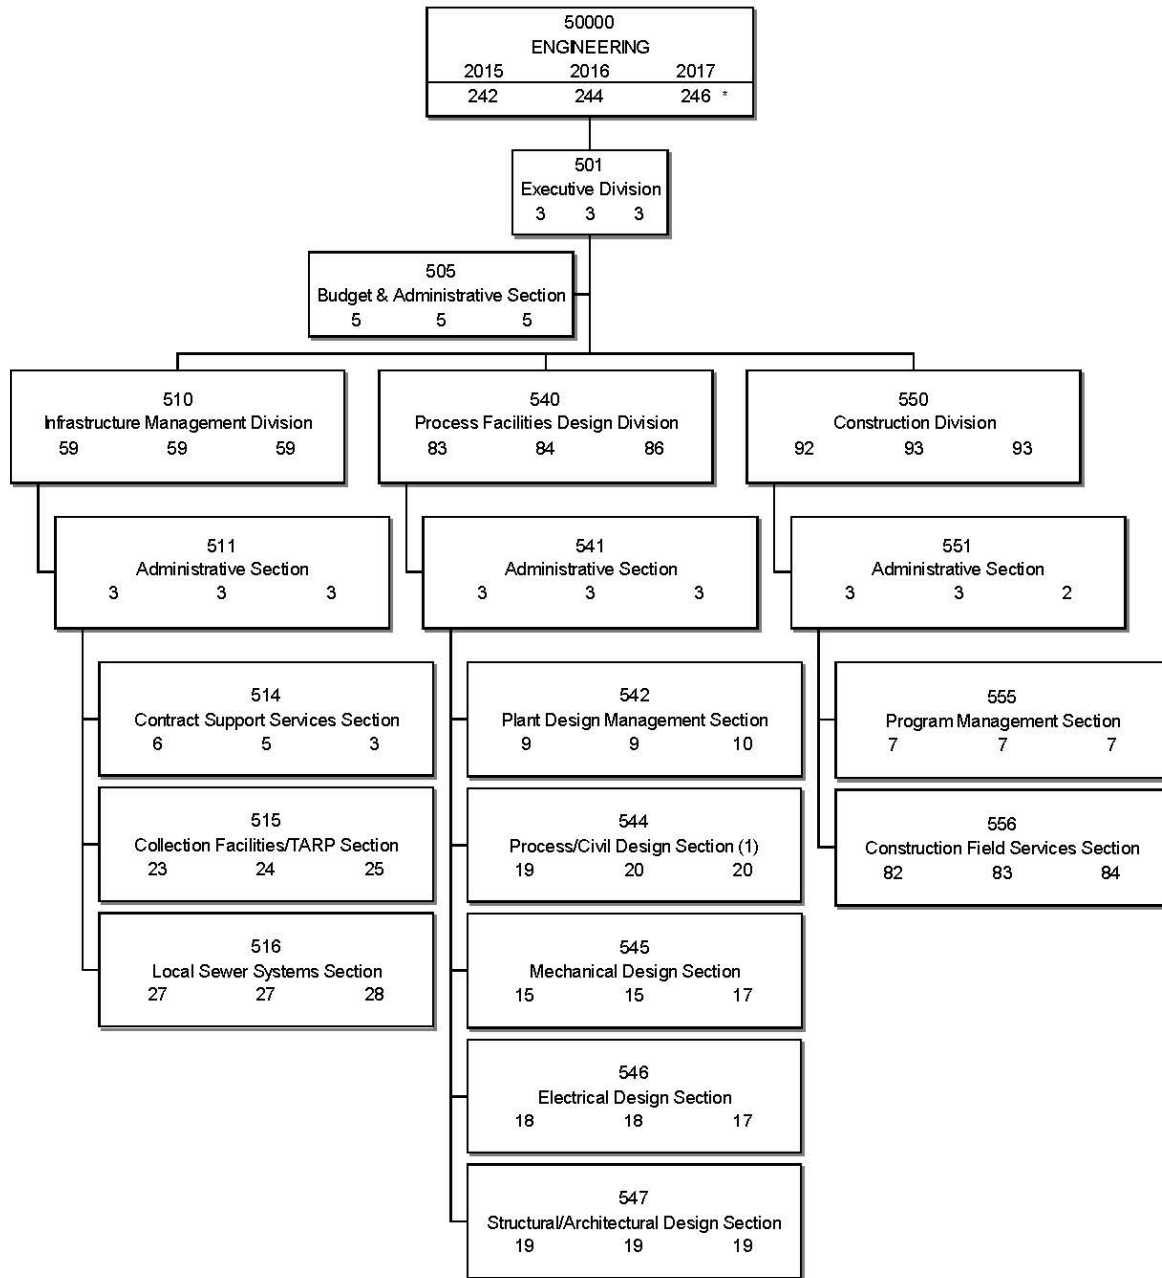 50000
ENGINEERING
2015 2016 2017
242 244 246 *
501
Executive Division
3 3 3
505
Budget & Administrative Section
5 5 5
510
Infrastructure Management Division
59 59 59
540
Process Facilities Design Division
83 84 86
550
Construction Division
92 93 93
511
Administrative Section
3 3 3
541
Administrative Section
3 3 3
551
Administrative Section
3 3 2
514
Contract Support Services Section
6 5 3
542
Plant Design Management Section
9 9 10
555
Program Management Section
7 7 7
515
Collection Facilities/TARP Section
23 24 25
544
Process/Civil Design Section (1)
19 20 20
556
Construction Field Services Section
82 83 84
516
Local Sewer Systems Section
27 27 28
545
Mechanical Design Section
15 15 17
546
Electrical Design Section
18 18 17
547
Structural/Architectural Design Section
19 19 19